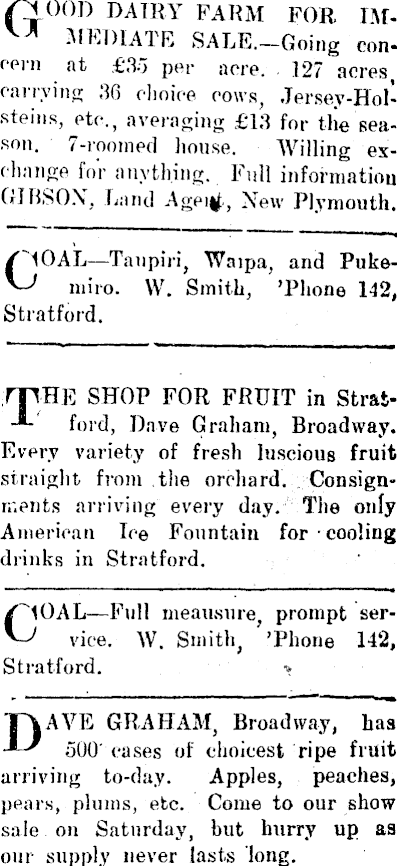 GOOD DAIRY FARM FOR IM-
MEDIATE SALE.—Going con-
cern at £35 per acre. 127 acres,
carrying 36 choice cows, Jersey-Hol-
steins, etc., averaging £13 for the sea-
son. 7-roomed house. Willing ex-
change for anything. Full information
GIBSON, Land Agent, New Plymouth.
COAL—Taupiri, Waipa, and Puke-
miro. W. Smith, 'Phone 142,
Stratford.
THE SHOP FOR FRUIT in Strat-
ford, Dave Graham, Broadway.
Every variety of fresh luscious fruit
straight from the orchard. Consign-
ments arriving every day. The only
American Ice Fountain for cooling
drinks in Stratford.
COAL—Full meausure, prompt ser-
vice. W. Smith, 'Phone 142,
Stratford.
DAVE GRAHAM, Broadway, has
500 cases of choicest ripe fruit
arriving to-day. Apples, peaches,
pears, plums, etc. Come to our show
sale on Saturday, but hurry up as
our supply never lasts long.